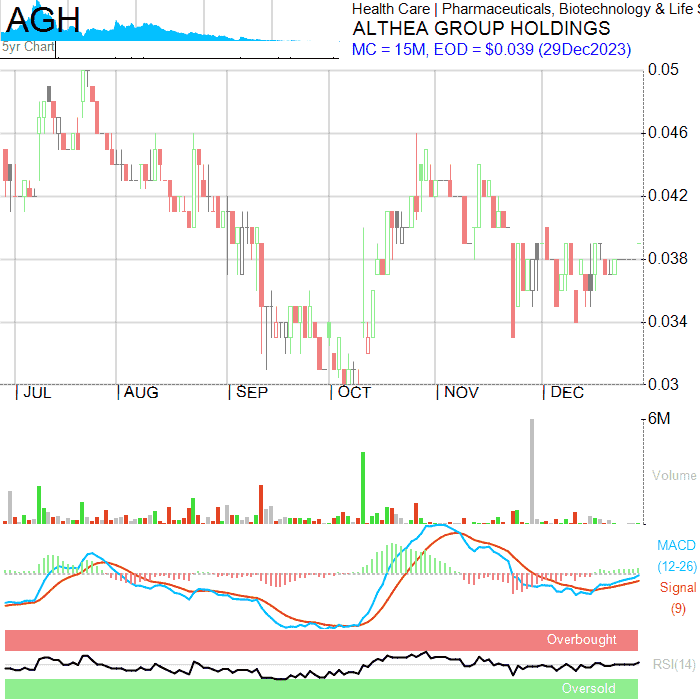 AGH
5yr Chart
Health Care | Pharmaceuticals, Biotechnology & Life S
ALTHEA GROUP HOLDINGS
MC = 15M, EOD = $0.039 (29Dec2023)
0.05
0.046
0.042
0.038
0.034
0.03
JUL AUG SEP OCT NOV DEC
6M
Volume
MACD
(12-26)
Signal
(9)
Overbought
RSI(14)
Oversold